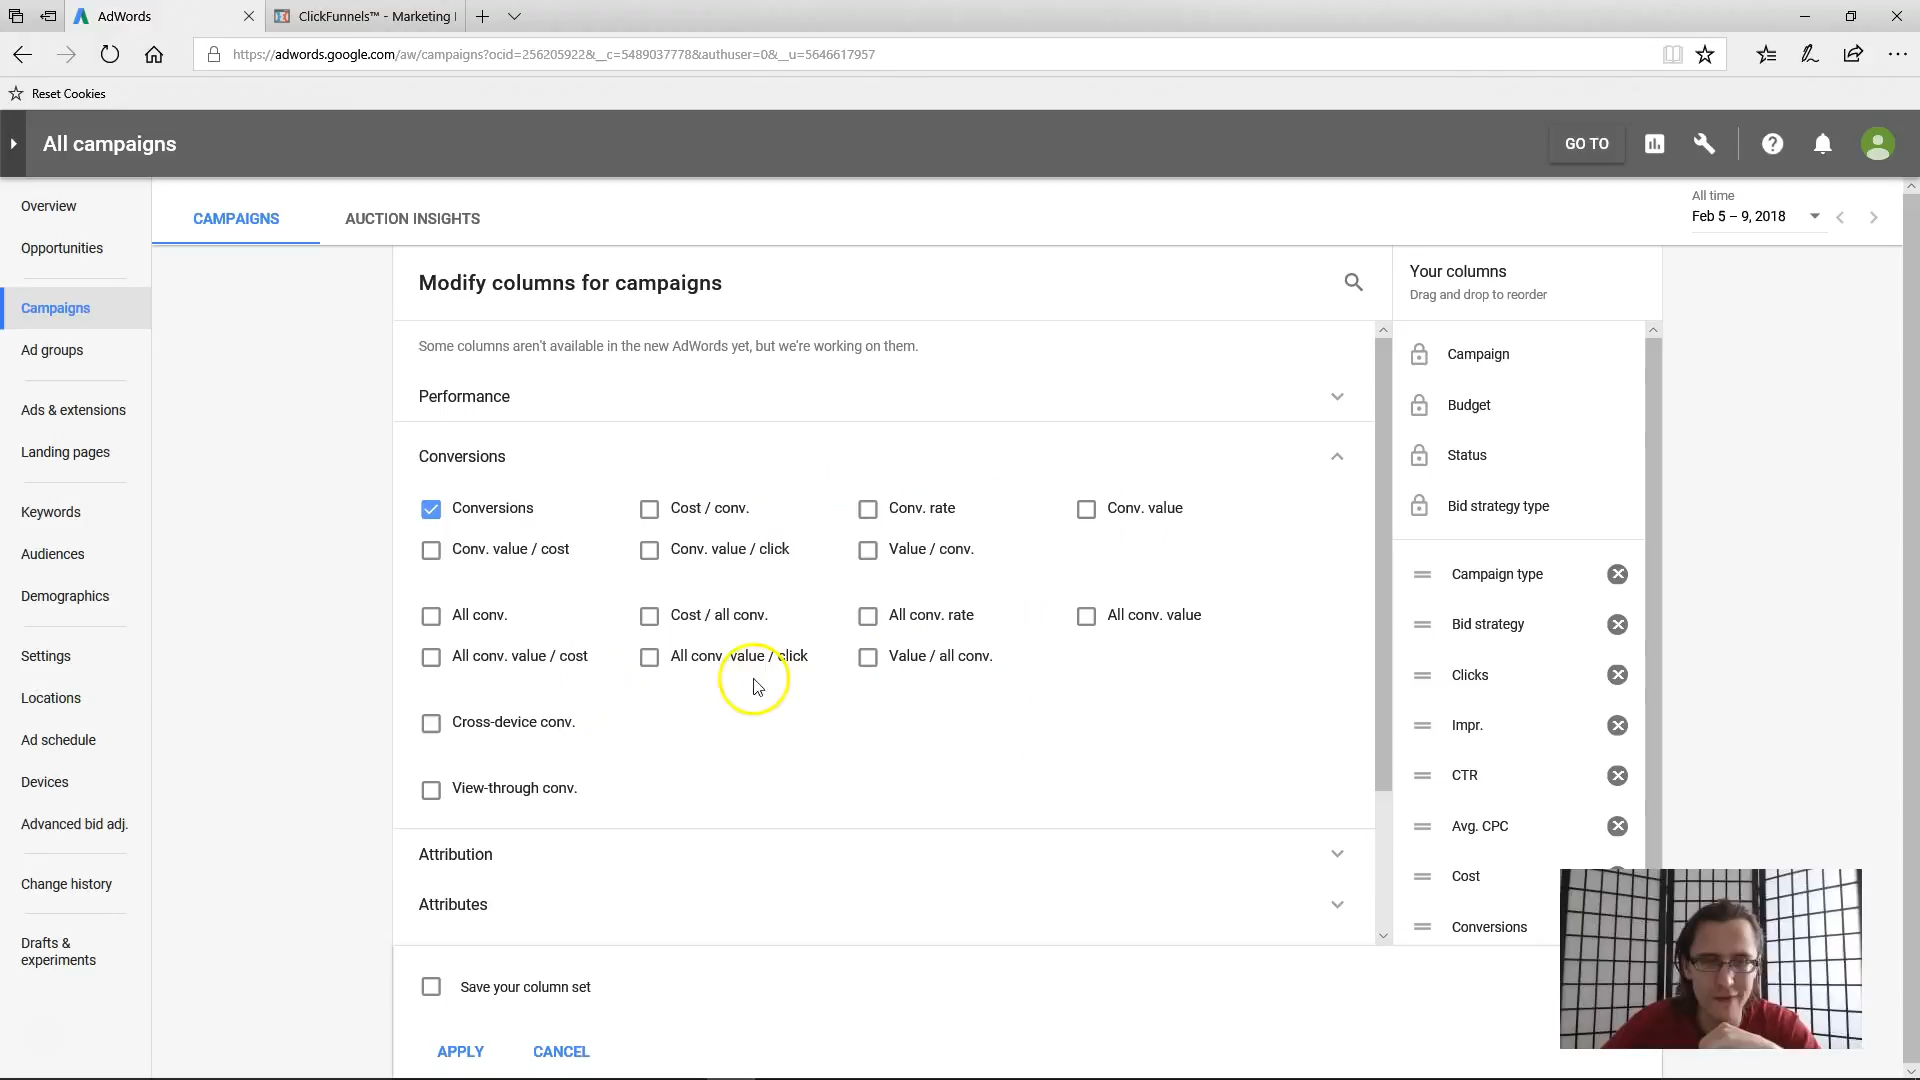 AdWords
ClickFunnels™ - Marketing
https://adwords.google.com/aw/campaigns?ocid=256205922&__c=5489037778&authuser=0&__u=5646617957
Reset Cookies
All campaigns
GO TO
Overview
Opportunities
Campaigns
Ad groups
Ads & extensions
Landing pages
Keywords
Audiences
Demographics
Settings
Locations
Ad schedule
Devices
Advanced bid adj.
Change history
Drafts &
experiments
CAMPAIGNS AUCTION INSIGHTS
All time
Feb 5 – 9, 2018
Modify columns for campaigns
Some columns aren't available in the new AdWords yet, but we're working on them.
Performance
Conversions
Conversions Cost / conv. Conv. rate Conv. value
Conv. value / cost Conv. value / click Value / conv.
All conv. Cost / all conv. All conv. rate All conv. value
All conv. value / cost All conv. value / click Value / all conv.
Cross-device conv.
View-through conv.
Attribution
Attributes
Save your column set
APPLY CANCEL
Your columns
Drag and drop to reorder
Campaign
Budget
Status
Bid strategy type
Campaign type
Bid strategy
Clicks
Impr.
CTR
Avg. CPC
Cost
Conversions